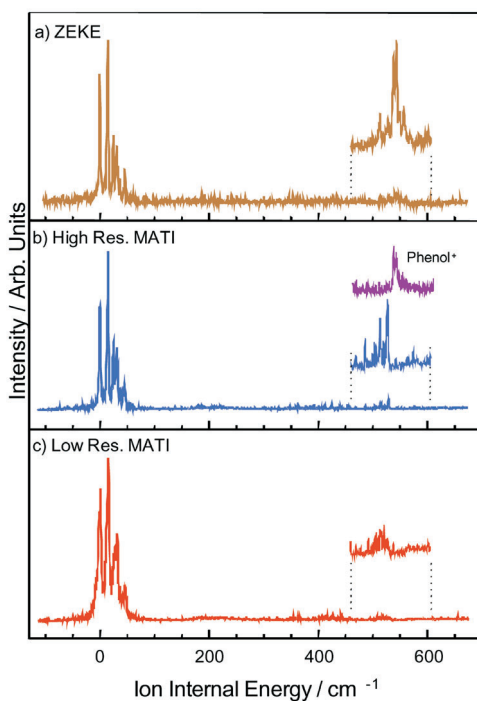 a) ZEKE
b) High Res. MATI
Phenol⁺
c) Low Res. MATI
Intensity / Arb. Units
0 200 400 600
Ion Internal Energy / cm ⁻¹